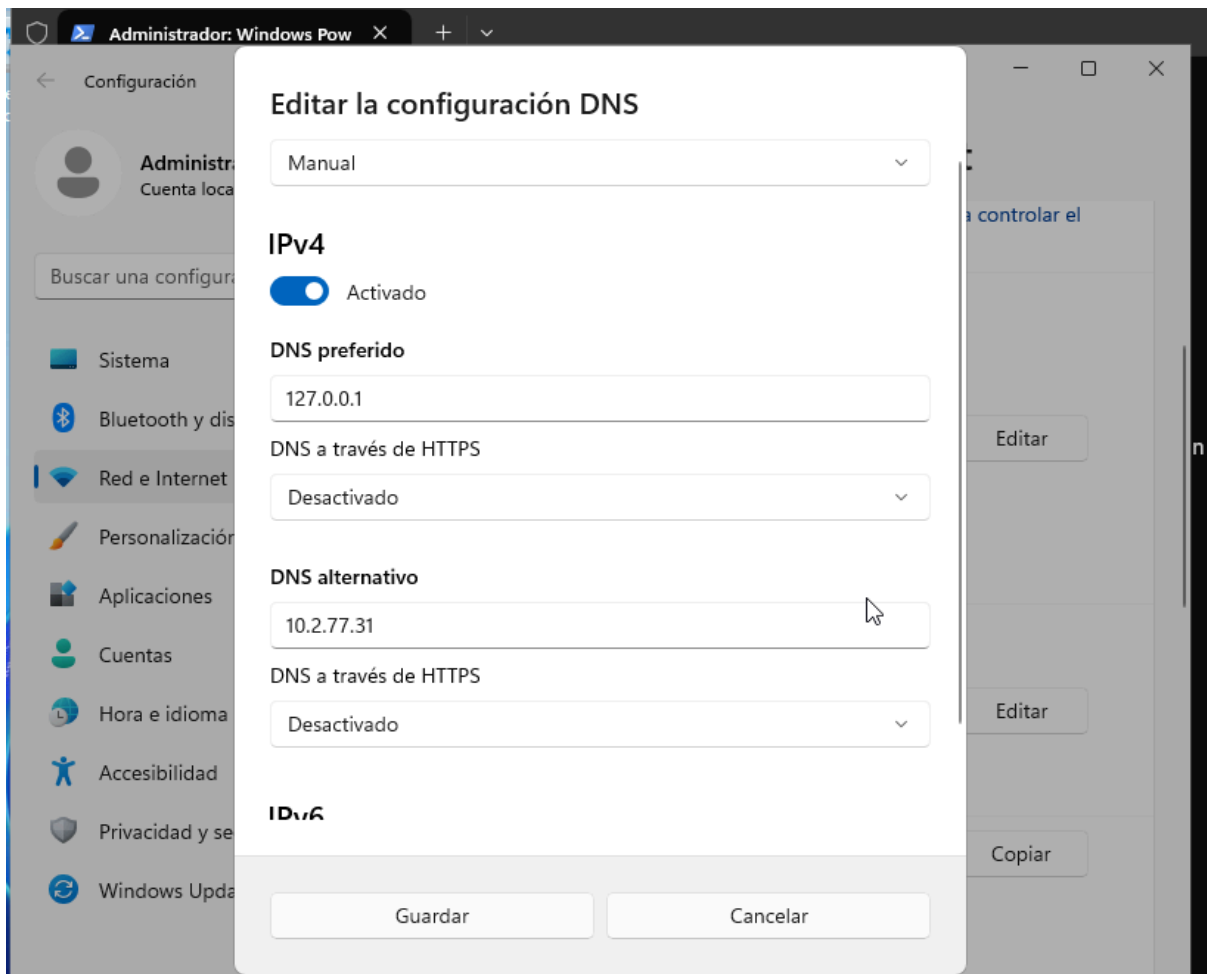 Administrador: Windows Pow
Configuración
Administra
Cuenta loca
Buscar una configura
Sistema
Bluetooth y dis
Red e Internet
Personalización
Aplicaciones
Cuentas
Hora e idioma
Accesibilidad
Privacidad y se
Windows Upda
Editar la configuración DNS
Manual
IPv4
Activado
DNS preferido
127.0.0.1
DNS a través de HTTPS
Desactivado
DNS alternativo
10.2.77.31
DNS a través de HTTPS
Desactivado
IPv6
Guardar
Cancelar
a controlar el
Editar
Editar
Copiar
n